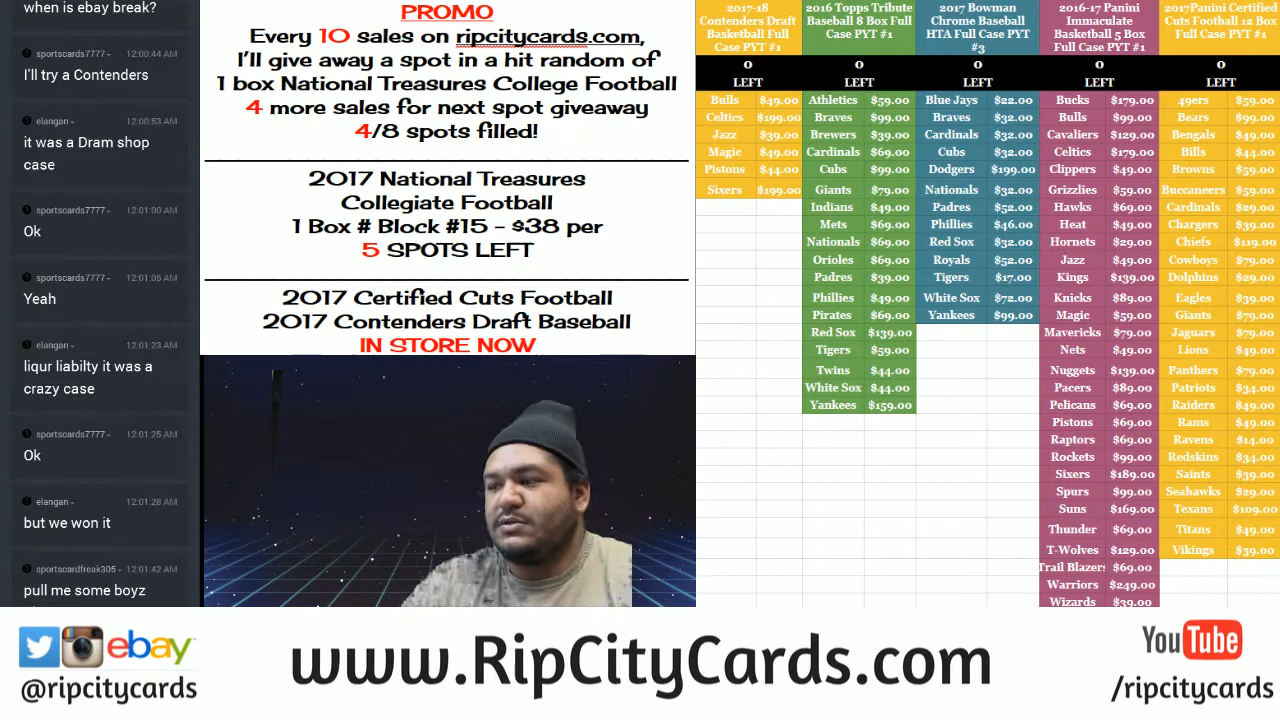 when is ebay break?
sportscards7777 - 12:00:44 AM
I'll try a Contenders
elangan - 12:00:53 AM
it was a Dram shop
case
sportscards7777 - 12:01:00 AM
Ok
sportscards7777 - 12:01:05 AM
Yeah
elangan - 12:01:23 AM
liqur liabilty it was a
crazy case
sportscards7777 - 12:01:25 AM
Ok
elangan - 12:01:28 AM
but we won it
sportscardfreak305 - 12:01:42 AM
pull me some boyz
PROMO
Every 10 sales on ripcitycards.com,
I'll give away a spot in a hit random of
1 box National Treasures College Football
4 more sales for next spot giveaway
4/8 spots filled!
2017 National Treasures
Collegiate Football
1 Box # Block #15 - $38 per
5 SPOTS LEFT
2017 Certified Cuts Football
2017 Contenders Draft Baseball
IN STORE NOW
2017-18
Contenders Draft
Basketball Full
Case PYT #1
0
LEFT
Bulls $49.00
Celtics $199.00
Jazz $39.00
Magic $49.00
Pistons $44.00
Sixers $199.00
2016 Topps Tribute
Baseball 8 Box Full
Case PYT #1
0
LEFT
Athletics $59.00
Braves $99.00
Brewers $39.00
Cardinals $69.00
Cubs $99.00
Giants $79.00
Indians $49.00
Mets $69.00
Nationals $69.00
Orioles $69.00
Padres $39.00
Phillies $49.00
Pirates $69.00
Red Sox $139.00
Tigers $59.00
Twins $44.00
White Sox $44.00
Yankees $159.00
2017 Bowman
Chrome Baseball
HTA Full Case PYT
#3
0
LEFT
Blue Jays $22.00
Braves $32.00
Cardinals $32.00
Cubs $32.00
Dodgers $199.00
Nationals $32.00
Padres $52.00
Phillies $46.00
Red Sox $32.00
Royals $52.00
Tigers $17.00
White Sox $72.00
Yankees $99.00
2016-17 Panini
Immaculate
Basketball 5 Box
Full Case PYT #1
0
LEFT
Bucks $179.00
Bulls $99.00
Cavaliers $129.00
Celtics $179.00
Clippers $49.00
Grizzlies $59.00
Hawks $69.00
Heat $49.00
Hornets $29.00
Jazz $49.00
Kings $139.00
Knicks $89.00
Magic $59.00
Mavericks $79.00
Nets $49.00
Nuggets $139.00
Pacers $89.00
Pelicans $69.00
Pistons $69.00
Raptors $69.00
Rockets $99.00
Sixers $189.00
Spurs $99.00
Suns $169.00
Thunder $69.00
T-Wolves $129.00
Trail Blazers $69.00
Warriors $249.00
Wizards $39.00
2017Panini Certified
Cuts Football 12 Box
Full Case PYT #1
0
LEFT
49ers $59.00
Bears $99.00
Bengals $49.00
Bills $44.00
Browns $59.00
Buccaneers $59.00
Cardinals $29.00
Chargers $39.00
Chiefs $119.00
Cowboys $79.00
Dolphins $29.00
Eagles $39.00
Giants $79.00
Jaguars $79.00
Lions $49.00
Panthers $79.00
Patriots $34.00
Raiders $49.00
Rams $49.00
Ravens $14.00
Redskins $34.00
Saints $39.00
Seahawks $29.00
Texans $109.00
Titans $49.00
Vikings $39.00
ebay
@ripcitycards
www.RipCityCards.com
YouTube
/ripcitycards